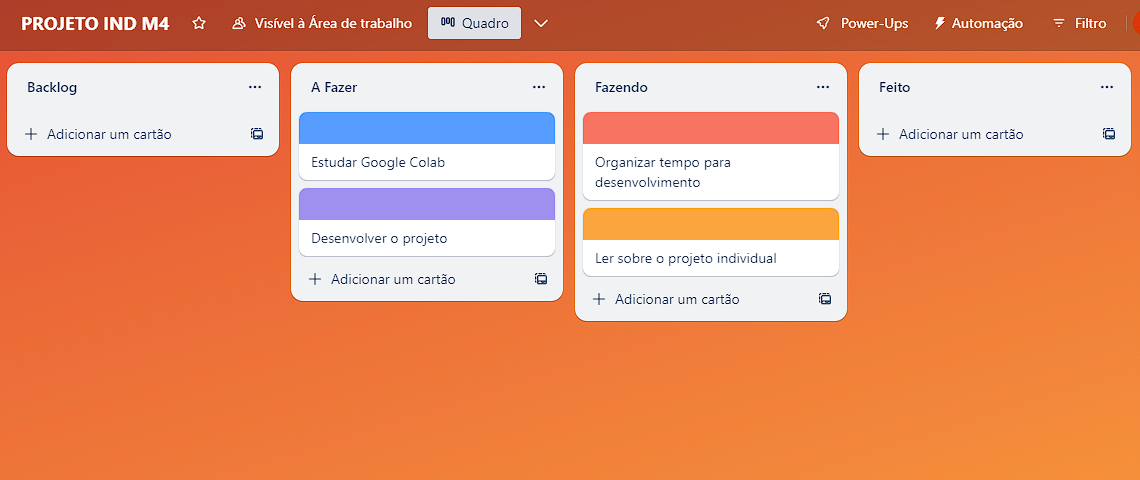 PROJETO IND M4
Visível à Área de trabalho
Quadro
Power-Ups
Automação
Filtro
Backlog
Adicionar um cartão
A Fazer
Estudar Google Colab
Desenvolver o projeto
Adicionar um cartão
Fazendo
Organizar tempo para
desenvolvimento
Ler sobre o projeto individual
Adicionar um cartão
Feito
Adicionar um cartão